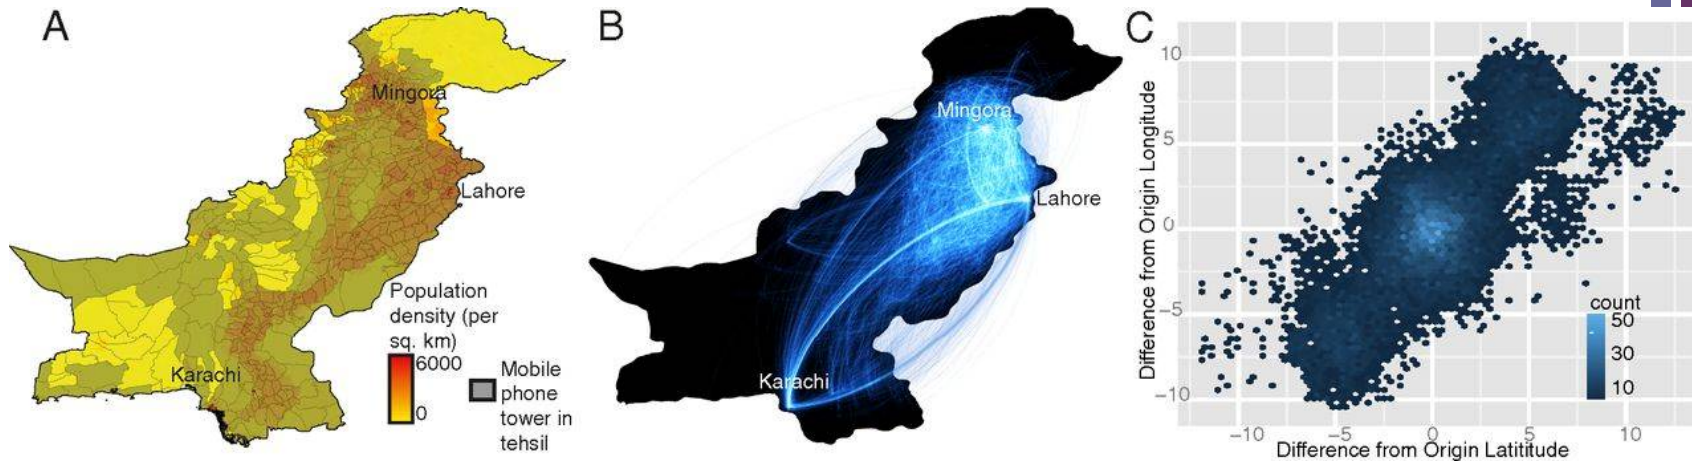 A
Mingora
Lahore
Karachi
Population
density (per
sq. km)
6000
0
Mobile
phone
tower in
tehsil
B
Mingora
Lahore
Karachi
C
Difference from Origin Longitude
10
5
0
−5
−10
−10
−5
0
5
10
Difference from Origin Latititude
count
50
30
10